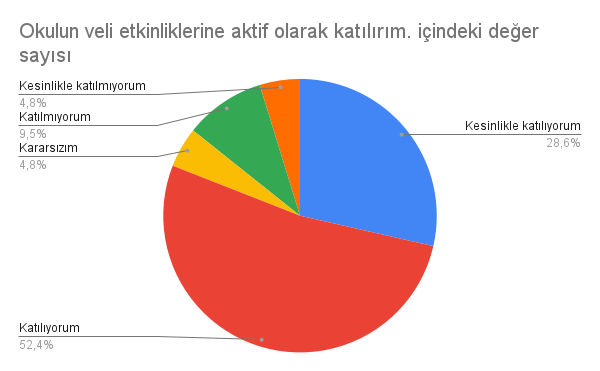 Okulun veli etkinliklerine aktif olarak katılırım. içindeki değer
sayısı
Kesinlikle katılmıyorum
4,8%
Katılmıyorum
9,5%
Kararsızım
4,8%
Kesinlikle katılıyorum
28,6%
Katılıyorum
52,4%